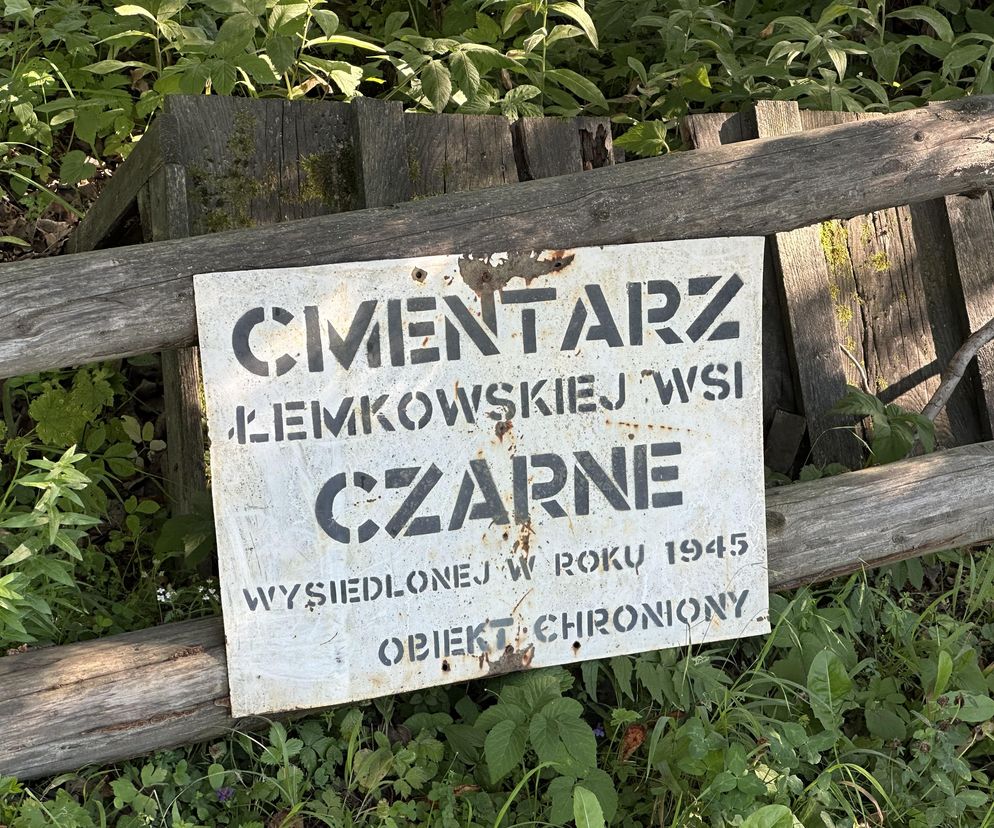 CMENTARZ
ŁEMKOWSKIEJ WSI
CZARNE
WYSIEDLONEJ W ROKU 1945
OBIEKT CHRONIONY